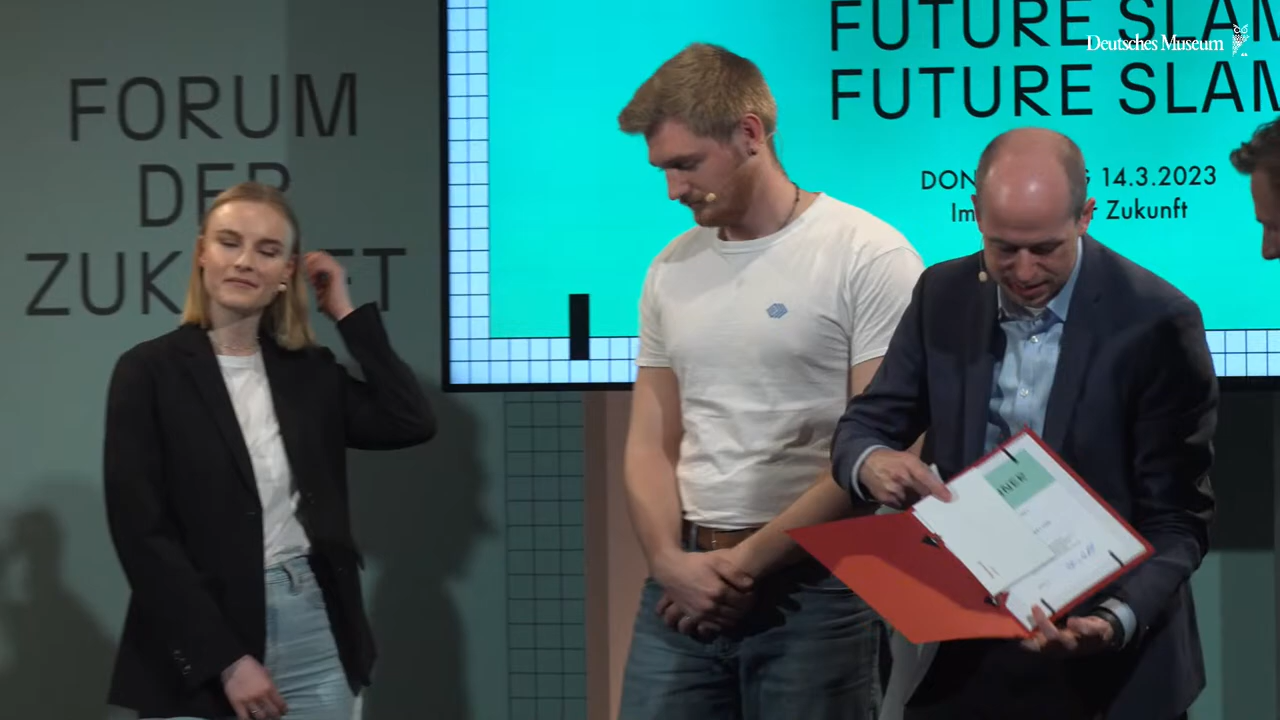 FORUM
DER
ZUK FT
FUTURE SLAM
FUTURE SLAM
Deutsches Museum
DON G 14.3.2023
Im r Zukunft